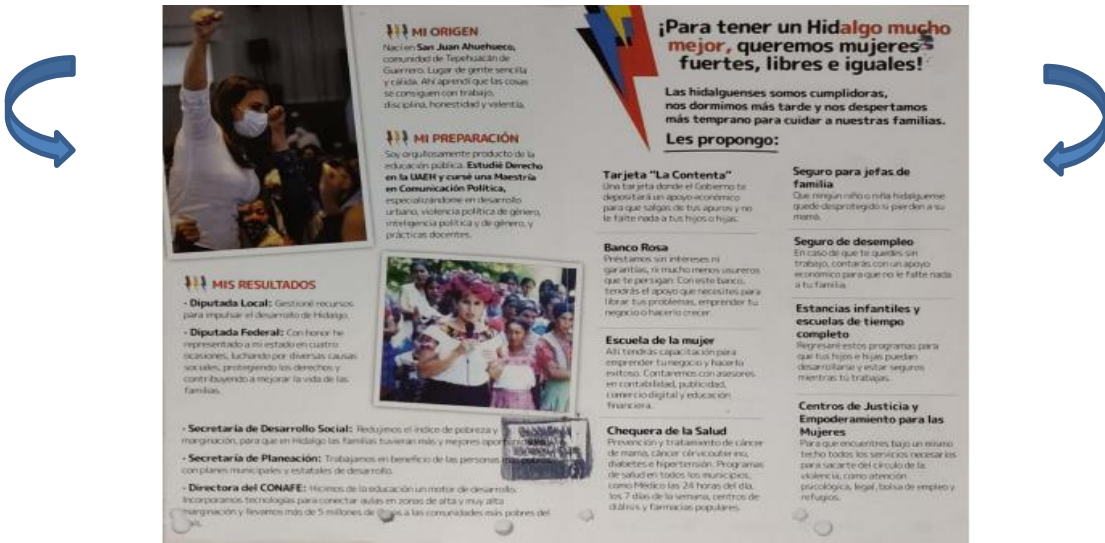 MI ORIGEN
Nací en San Juan Ahuehueco,
comunidad de Tepehuacán de
Guerrero. Lugar de gente sencilla
y cálida. Ahí aprendí que las cosas
se consiguen con trabajo,
disciplina, honestidad y valentía.
MI PREPARACIÓN
Soy orgullosamente producto de la
educación pública. Estudié Derecho
en la UAEH y cursé una Maestría
en Comunicación Política,
especializándome en desarrollo
urbano, violencia política de género,
inteligencia política y de género, y
prácticas docentes.
MIS RESULTADOS
- Diputada Local: Gestioné recursos
para impulsar el desarrollo de Hidalgo.
- Diputada Federal: Con honor he
representado a mi estado en cuatro
ocasiones, luchando por diversas causas
sociales, protegiendo los derechos y
contribuyendo a mejorar la vida de las
familias.
- Secretaría de Desarrollo Social: Redujimos el índice de pobreza y
marginación, para que en Hidalgo las familias tuvieran más y mejores
- Secretaría de Planeación: Trabajamos en beneficio de las personas más
con planes municipales y estatales de desarrollo.
- Directora del CONAFE: Hicimos de la educación un motor de desarrollo.
Incorporamos tecnologías para conectar aulas en zonas de alta y muy alta
marginación y llevamos más de 5 millones de a las comunidades más pobres del
país.
¡Para tener un Hidalgo mucho
mejor, queremos mujeres
fuertes, libres e iguales!
Las hidalguenses somos cumplidoras,
nos dormimos más tarde y nos despertamos
más temprano para cuidar a nuestras familias.
Les propongo:
Tarjeta "La Contenta"
Una tarjeta donde el Gobierno te
depositará un apoyo económico
para que salgas de tus apuros y no
le falte nada a tus hijos o hijas.
Banco Rosa
Préstamos sin intereses ni
garantías, ni mucho menos usureros
que te persigan. Con este banco,
tendrás el apoyo que necesites para
librar tus problemas, emprender tu
negocio o hacerlo crecer.
Escuela de la mujer
Allí tendrás capacitación para
emprender tu negocio y hacerlo
exitoso. Contaremos con asesores
en contabilidad, publicidad,
comercio digital y educación
financiera.
Chequera de la Salud
Prevención y tratamiento de cáncer
de mama, cáncer cérvicouterino,
diabetes e hipertensión. Programas
de salud en todos los municipios,
como Médico las 24 horas del día,
los 7 días de la semana, centros de
diálisis y farmacias populares.
Seguro para jefas de
familia
Que ningún niño o niña hidalguense
quede desprotegido si pierden a su
mamá.
Seguro de desempleo
En caso de que te quedes sin
trabajo, contarás con un apoyo
económico para que no le falte nada
a tu familia.
Estancias infantiles y
escuelas de tiempo
completo
Regresaré estos programas para
que tus hijos e hijas puedan
desarrollarse y estar seguros
mientras tú trabajas.
Centros de Justicia y
Empoderamiento para las
Mujeres
Para que encuentres bajo un mismo
techo todos los servicios necesarios
para sacarte del círculo de la
violencia, como atención
psicológica, legal, bolsa de empleo y
refugios.